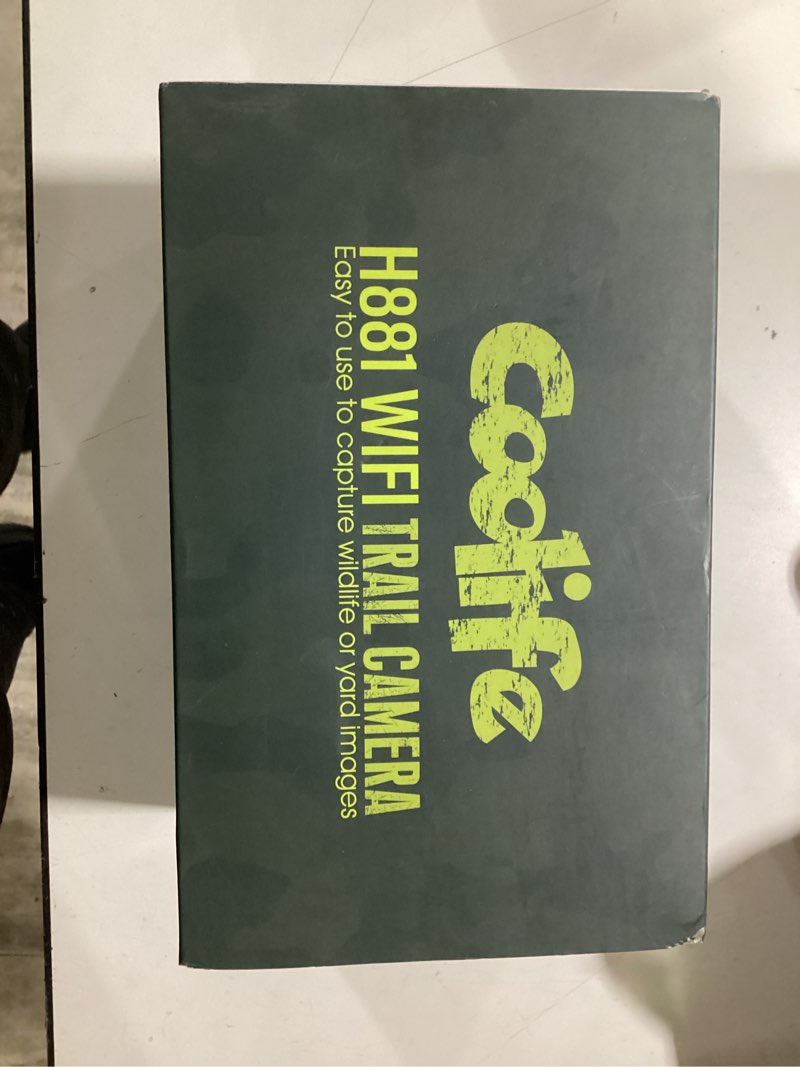 Coolife
H881 WIFI TRAIL CAMERA
Easy to use to capture wildlife or yard images